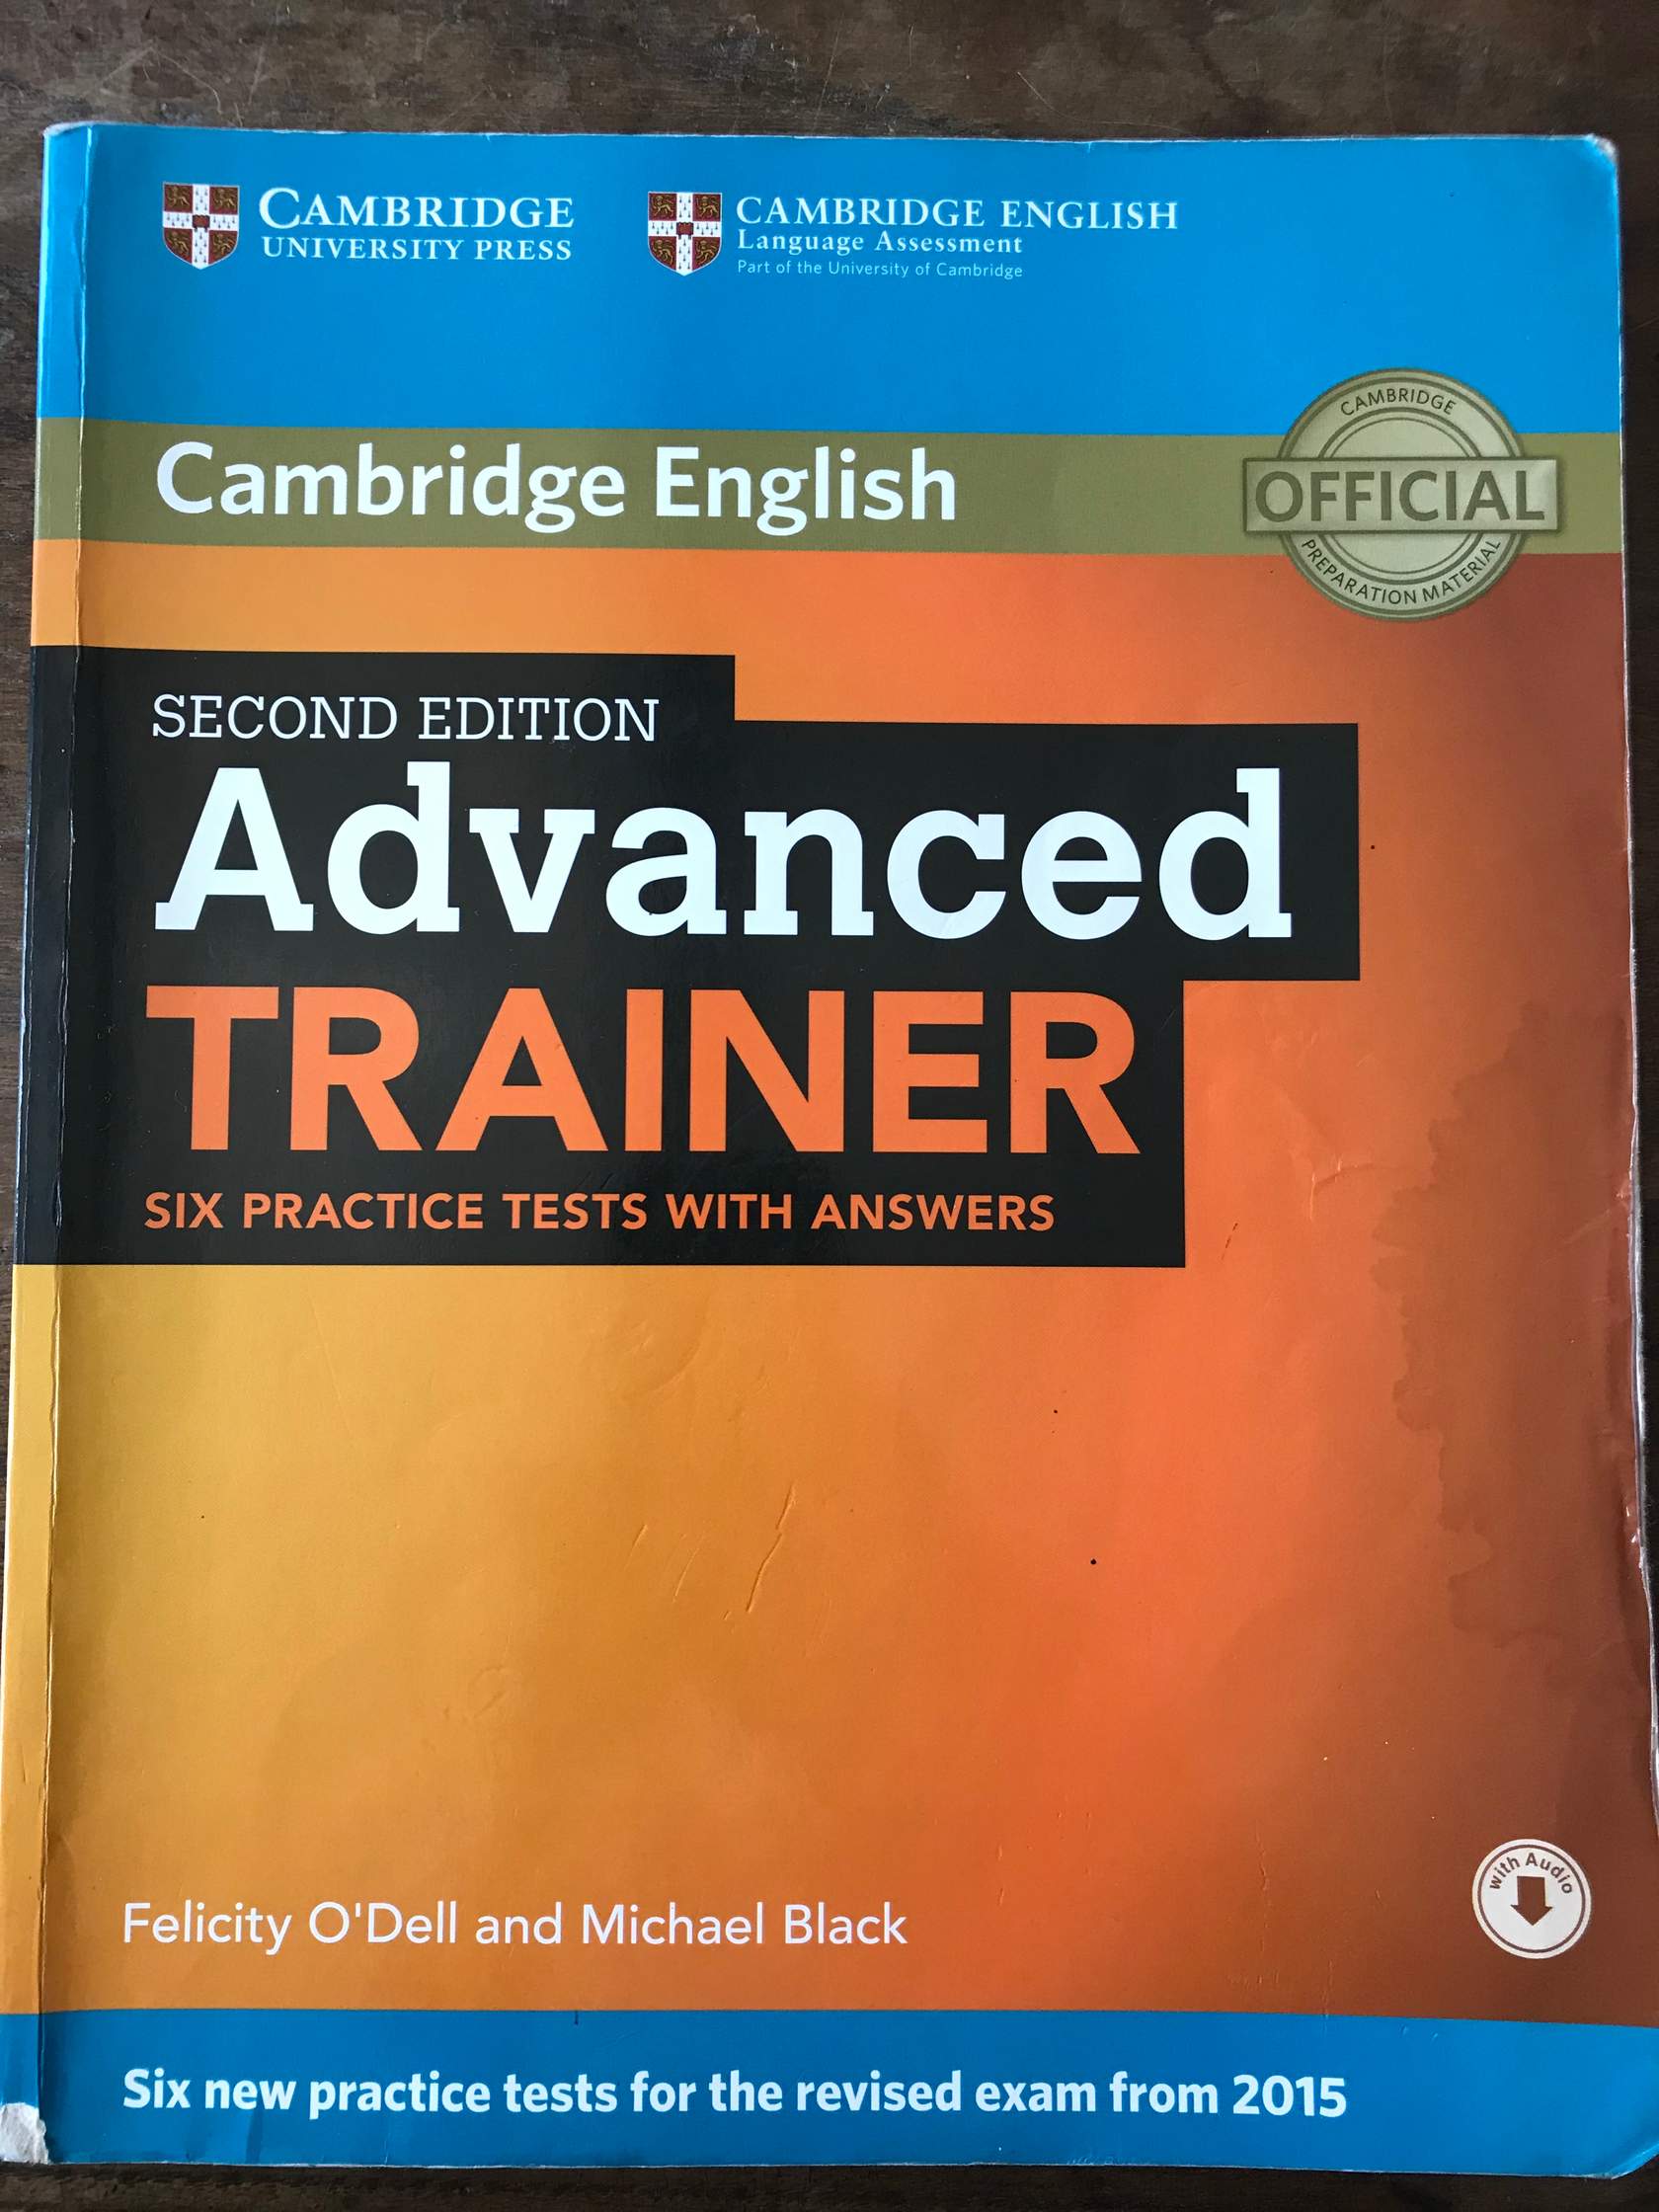 CAMBRIDGE
UNIVERSITY PRESS
CAMBRIDGE ENGLISH
Language Assessment
Part of the University of Cambridge
Cambridge English
CAMBRIDGE
OFFICIAL
PREPARATION MATERIAL
SECOND EDITION
Advanced
TRAINER
SIX PRACTICE TESTS WITH ANSWERS
with Audio
Felicity O'Dell and Michael Black
Six new practice tests for the revised exam from 2015